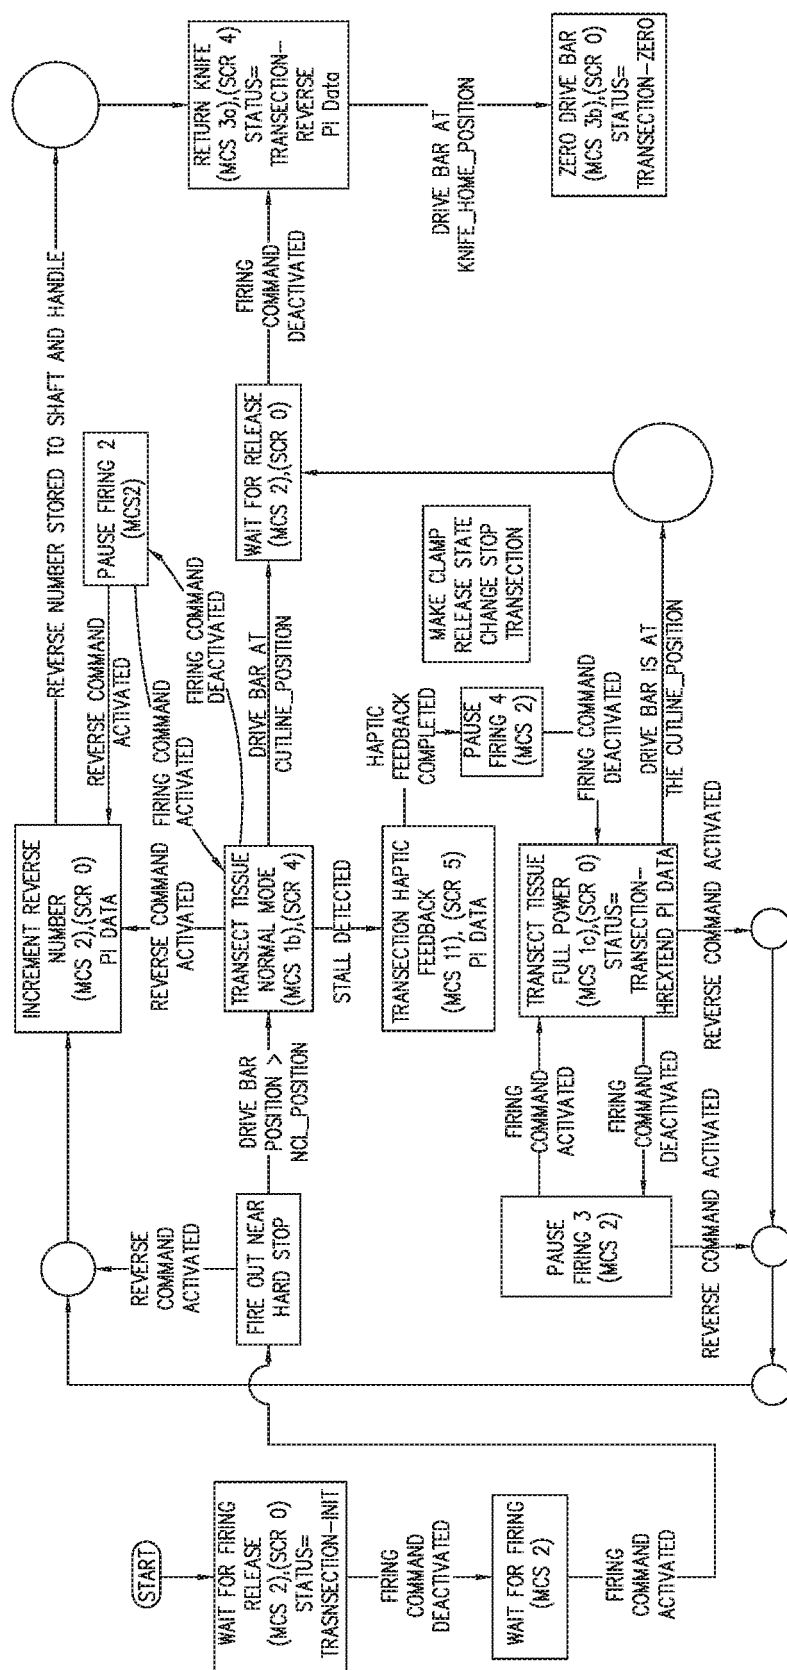 START
WAIT FOR FIRING
RELEASE
(MCS 2),(SCR 0)
STATUS=
TRASNSECTION-INIT
FIRING
COMMAND
DEACTIVATED
WAIT FOR FIRING
(MCS 2)
FIRING
COMMAND
ACTIVATED
FIRE OUT NEAR
HARD STOP
REVERSE
COMMAND
ACTIVATED
DRIVE BAR
POSITION >
NCL_POSITION
INCREMENT REVERSE
NUMBER
(MCS 2),(SCR 0)
PI DATA
REVERSE COMMAND
ACTIVATED
TRANSECT TISSUE
NORMAL MODE
(MCS 1b),(SCR 4)
STALL DETECTED
TRANSECTION HAPTIC
FEEDBACK
(MCS 11), (SCR 5)
PI DATA
HAPTIC
FEEDBACK
COMPLETED
PAUSE
FIRING 4
(MCS 2)
FIRING COMMAND
DEACTIVATED
TRANSECT TISSUE
FULL POWER
(MCS 1c),(SCR 0)
STATUS=
TRANSECTION-
HREXTEND PI DATA
FIRING
COMMAND
ACTIVATED
FIRING
COMMAND
DEACTIVATED
PAUSE
FIRING 3
(MCS 2)
REVERSE COMMAND ACTIVATED
REVERSE COMMAND ACTIVATED
REVERSE COMMAND
ACTIVATED
FIRING COMMAND
ACTIVATED
FIRING COMMAND
DEACTIVATED
PAUSE FIRING 2
(MCS2)
REVERSE NUMBER STORED TO SHAFT AND HANDLE
DRIVE BAR AT
CUTLINE_POSITION
WAIT FOR RELEASE
(MCS 2),(SCR 0)
MAKE CLAMP
RELEASE STATE
CHANGE STOP
TRANSECTION
DRIVE BAR IS AT
THE CUTLINE_POSITION
FIRING
COMMAND
DEACTIVATED
RETURN KNIFE
(MCS 3a),(SCR 4)
STATUS=
TRANSECTION-
REVERSE
PI Data
DRIVE BAR AT
KNIFE_HOME_POSITION
ZERO DRIVE BAR
(MCS 3b),(SCR 0)
STATUS=
TRANSECTION-ZERO